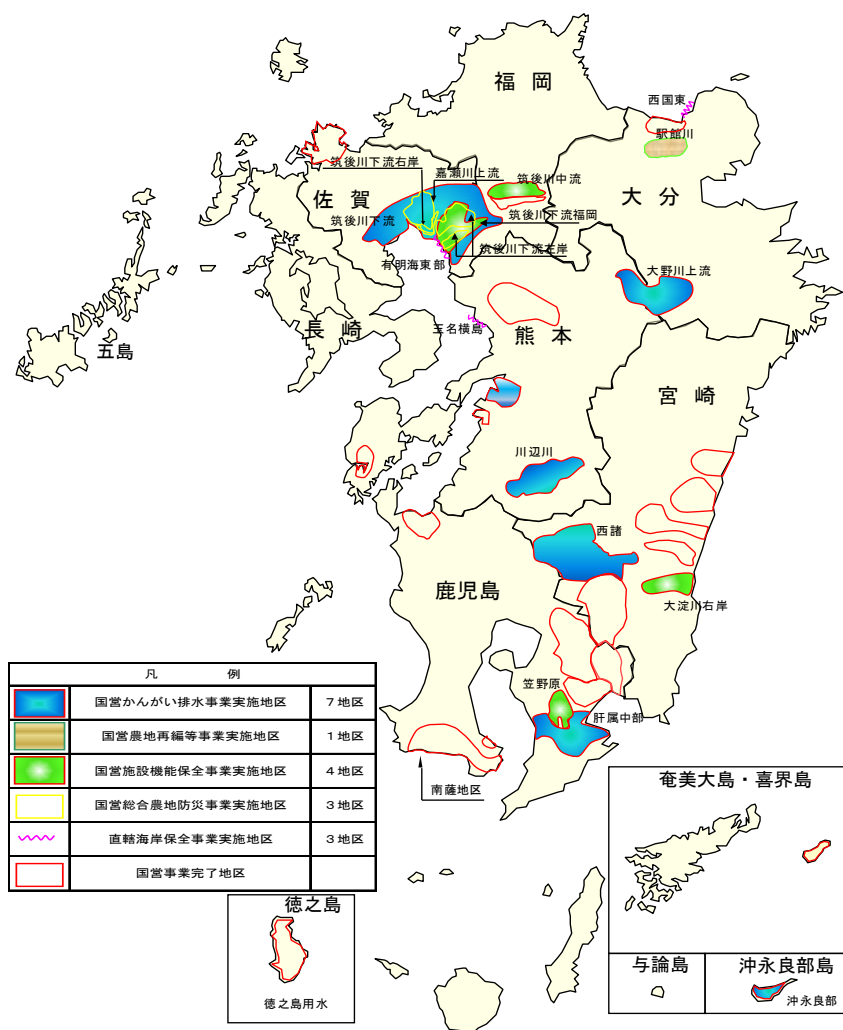 福岡
西国東
駅館川
筑後川下流右岸
嘉瀬川上流
筑後川中流
佐賀
大分
筑後川下流
筑後川下流福岡
筑後川下流左岸
有明海東部
大野川上流
玉名横島
長崎
熊本
五島
宮崎
川辺川
西諸
鹿児島
大淀川右岸
笠野原
肝属中部
南薩地区
凡例
国営かんがい排水事業実施地区 7地区
国営農地再編等事業実施地区 1地区
国営施設機能保全事業実施地区 4地区
国営総合農地防災事業実施地区 3地区
直轄海岸保全事業実施地区 3地区
国営事業完了地区
奄美大島・喜界島
徳之島
徳之島用水
与論島
沖永良部島
沖永良部